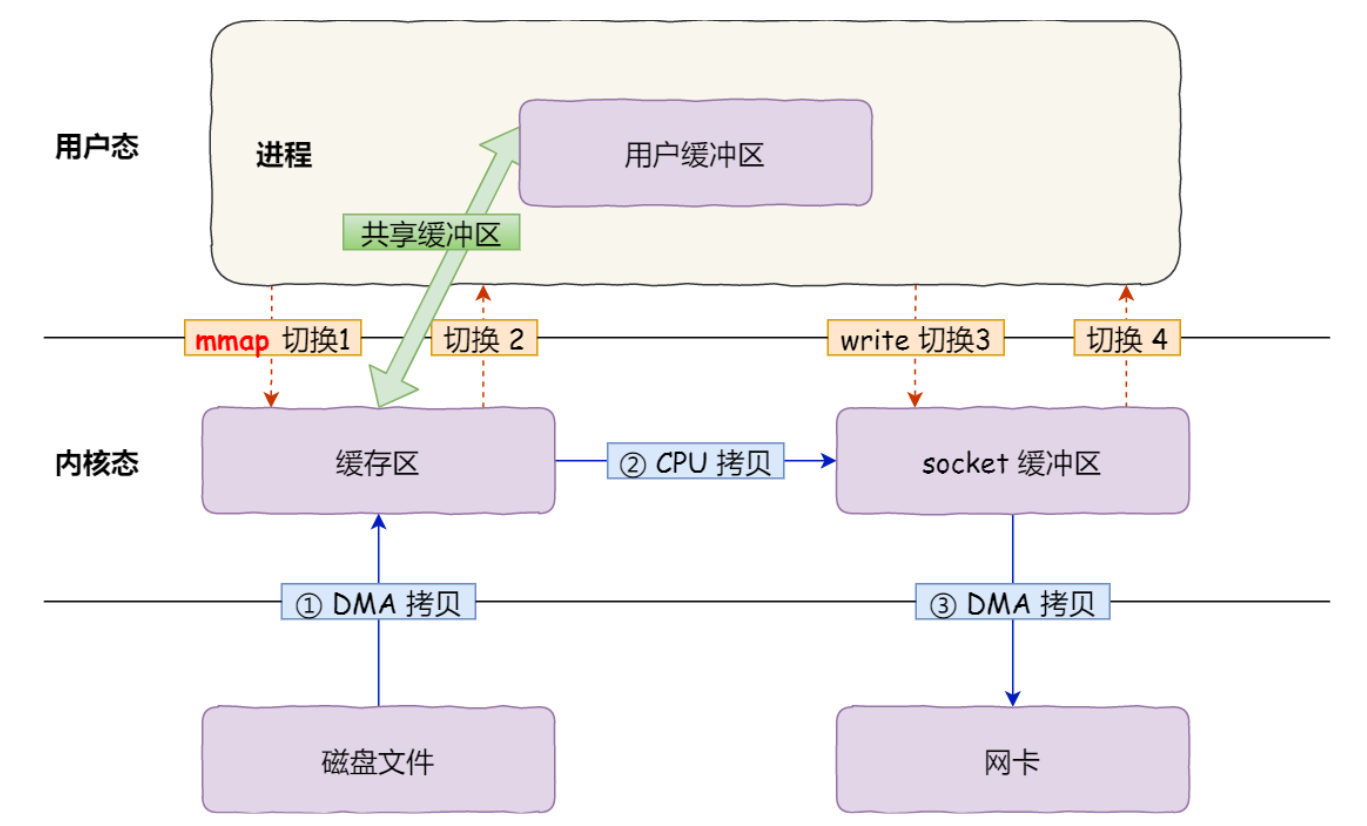 用户态
进程
用户缓冲区
共享缓冲区
mmap 切换1
切换 2
write 切换3
切换 4
内核态
缓存区
② CPU 拷贝
socket 缓冲区
① DMA 拷贝
③ DMA 拷贝
磁盘文件
网卡